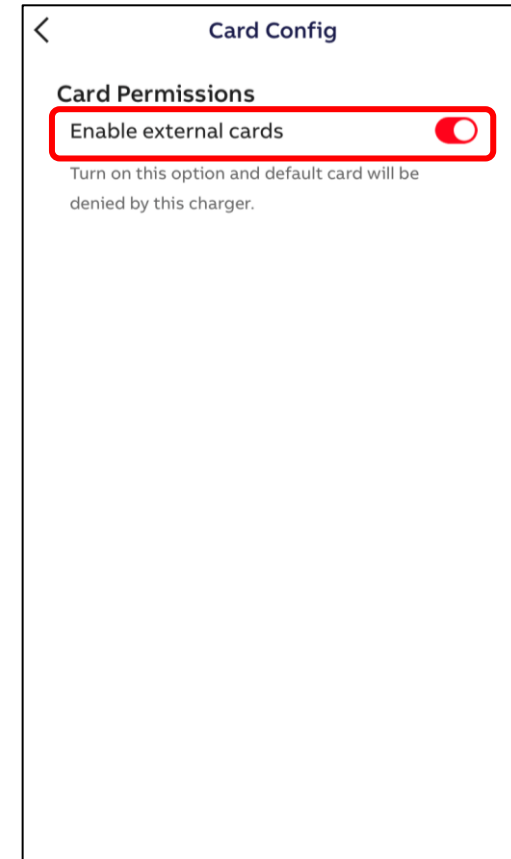 Card Config
Card Permissions
Enable external cards
Turn on this option and default card will be
denied by this charger.